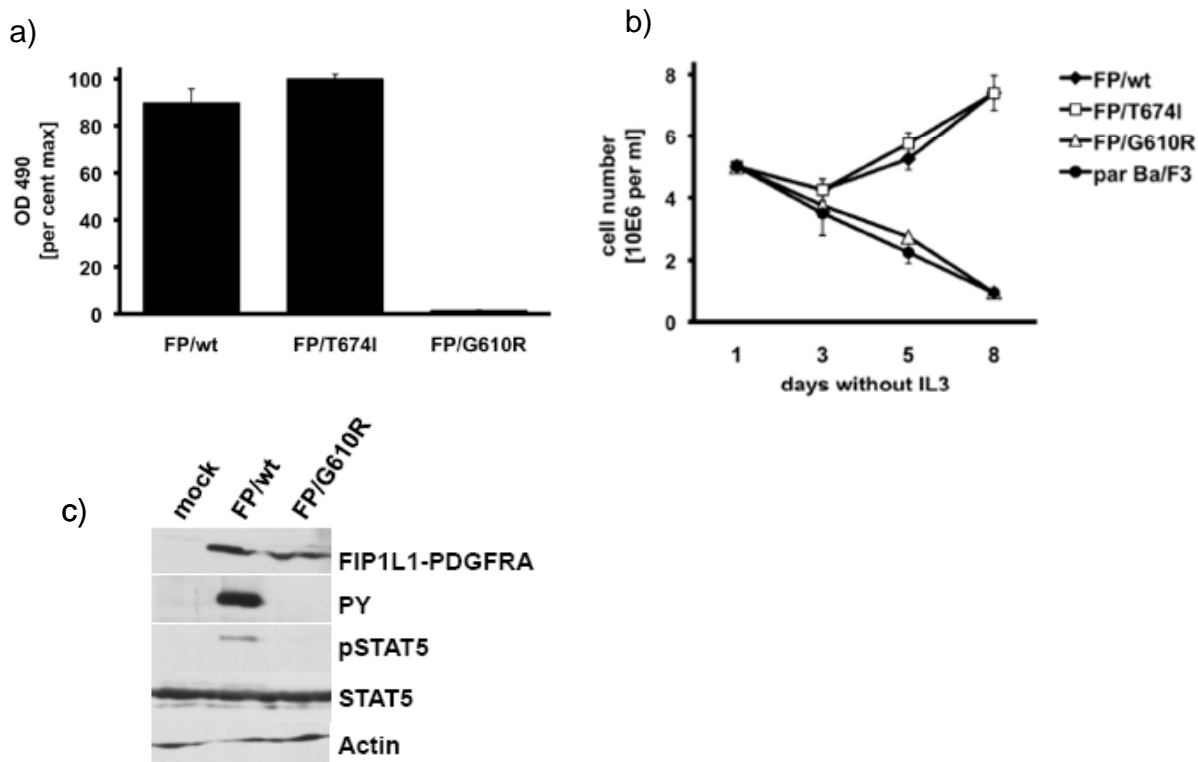 a)
OD 490
[per cent max]
100
80
60
40
20
0
FP/wt
FP/T674I
FP/G610R
b)
cell number
[10E6 per ml]
8
6
4
2
0
1 3 5 8
days without IL3
FP/wt
FP/T674I
FP/G610R
par Ba/F3
c)
mock
FP/wt
FP/G610R
FIP1L1-PDGFRA
PY
pSTAT5
STAT5
Actin